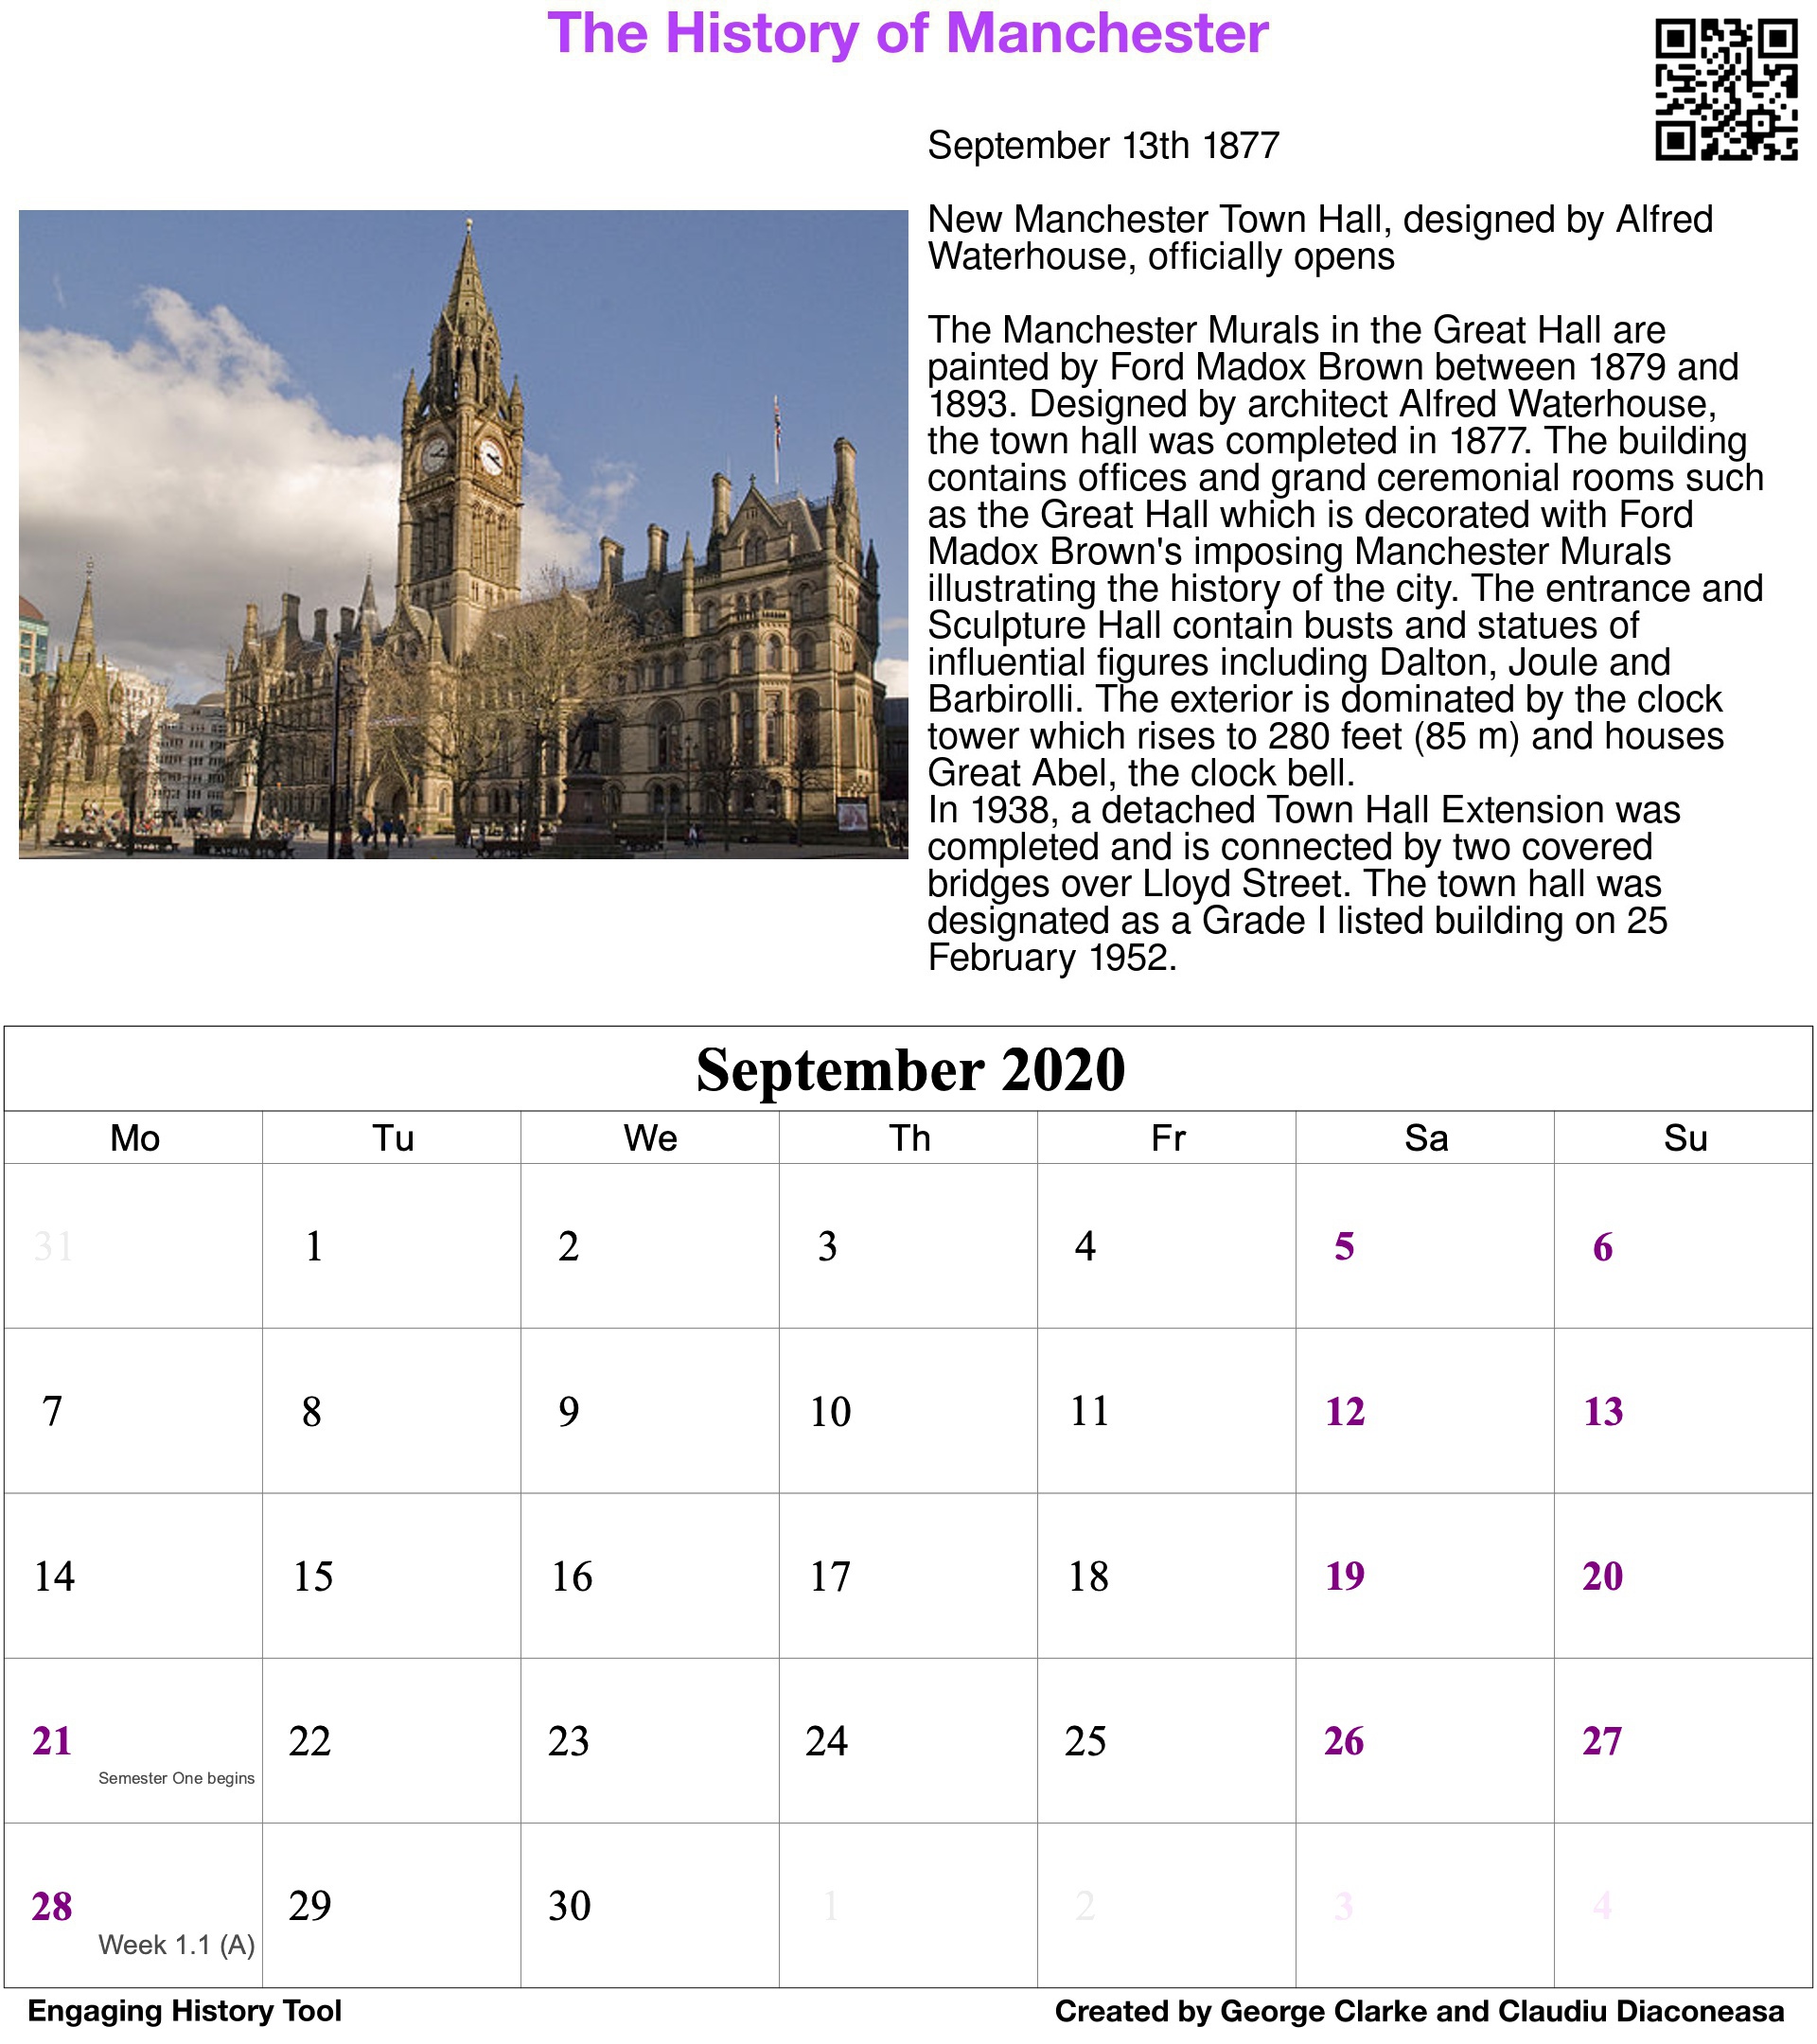 The History of Manchester
September 13th 1877
New Manchester Town Hall, designed by Alfred
Waterhouse, officially opens
The Manchester Murals in the Great Hall are
painted by Ford Madox Brown between 1879 and
1893. Designed by architect Alfred Waterhouse,
the town hall was completed in 1877. The building
contains offices and grand ceremonial rooms such
as the Great Hall which is decorated with Ford
Madox Brown's imposing Manchester Murals
illustrating the history of the city. The entrance and
Sculpture Hall contain busts and statues of
influential figures including Dalton, Joule and
Barbirolli. The exterior is dominated by the clock
tower which rises to 280 feet (85 m) and houses
Great Abel, the clock bell.
In 1938, a detached Town Hall Extension was
completed and is connected by two covered
bridges over Lloyd Street. The town hall was
designated as a Grade I listed building on 25
February 1952.
September 2020
Mo Tu We Th Fr Sa Su
31 1 2 3 4 5 6
7 8 9 10 11 12 13
14 15 16 17 18 19 20
21 22 23 24 25 26 27
Semester One begins
28 29 30 1 2 3 4
Week 1.1 (A)
Engaging History Tool Created by George Clarke and Claudiu Diaconeasa